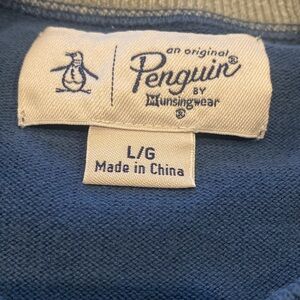 an original
Penguin®
BY
Munsingwear
®
L/G
Made in China